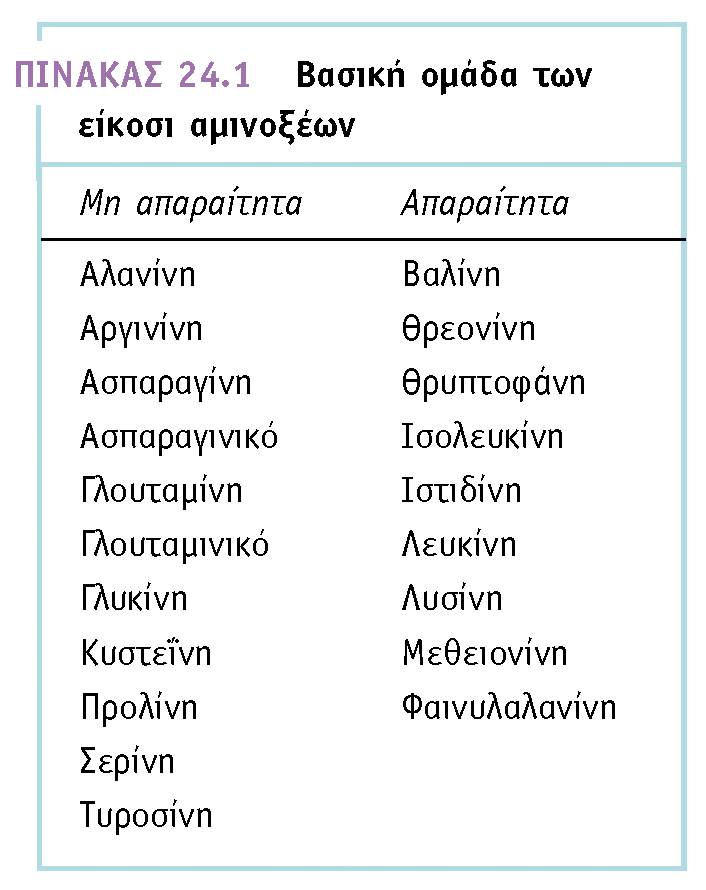 ΠΙΝΑΚΑΣ 24.1 Βασική ομάδα των
είκοσι αμινοξέων
Μη απαραίτητα Απαραίτητα
Αλανίνη Βαλίνη
Αργινίνη Θρεονίνη
Ασπαραγίνη Θρυπτοφάνη
Ασπαραγινικό Ισολευκίνη
Γλουταμίνη Ιστιδίνη
Γλουταμινικό Λευκίνη
Γλυκίνη Λυσίνη
Κυστεΐνη Μεθειονίνη
Προλίνη Φαινυλαλανίνη
Σερίνη
Τυροσίνη